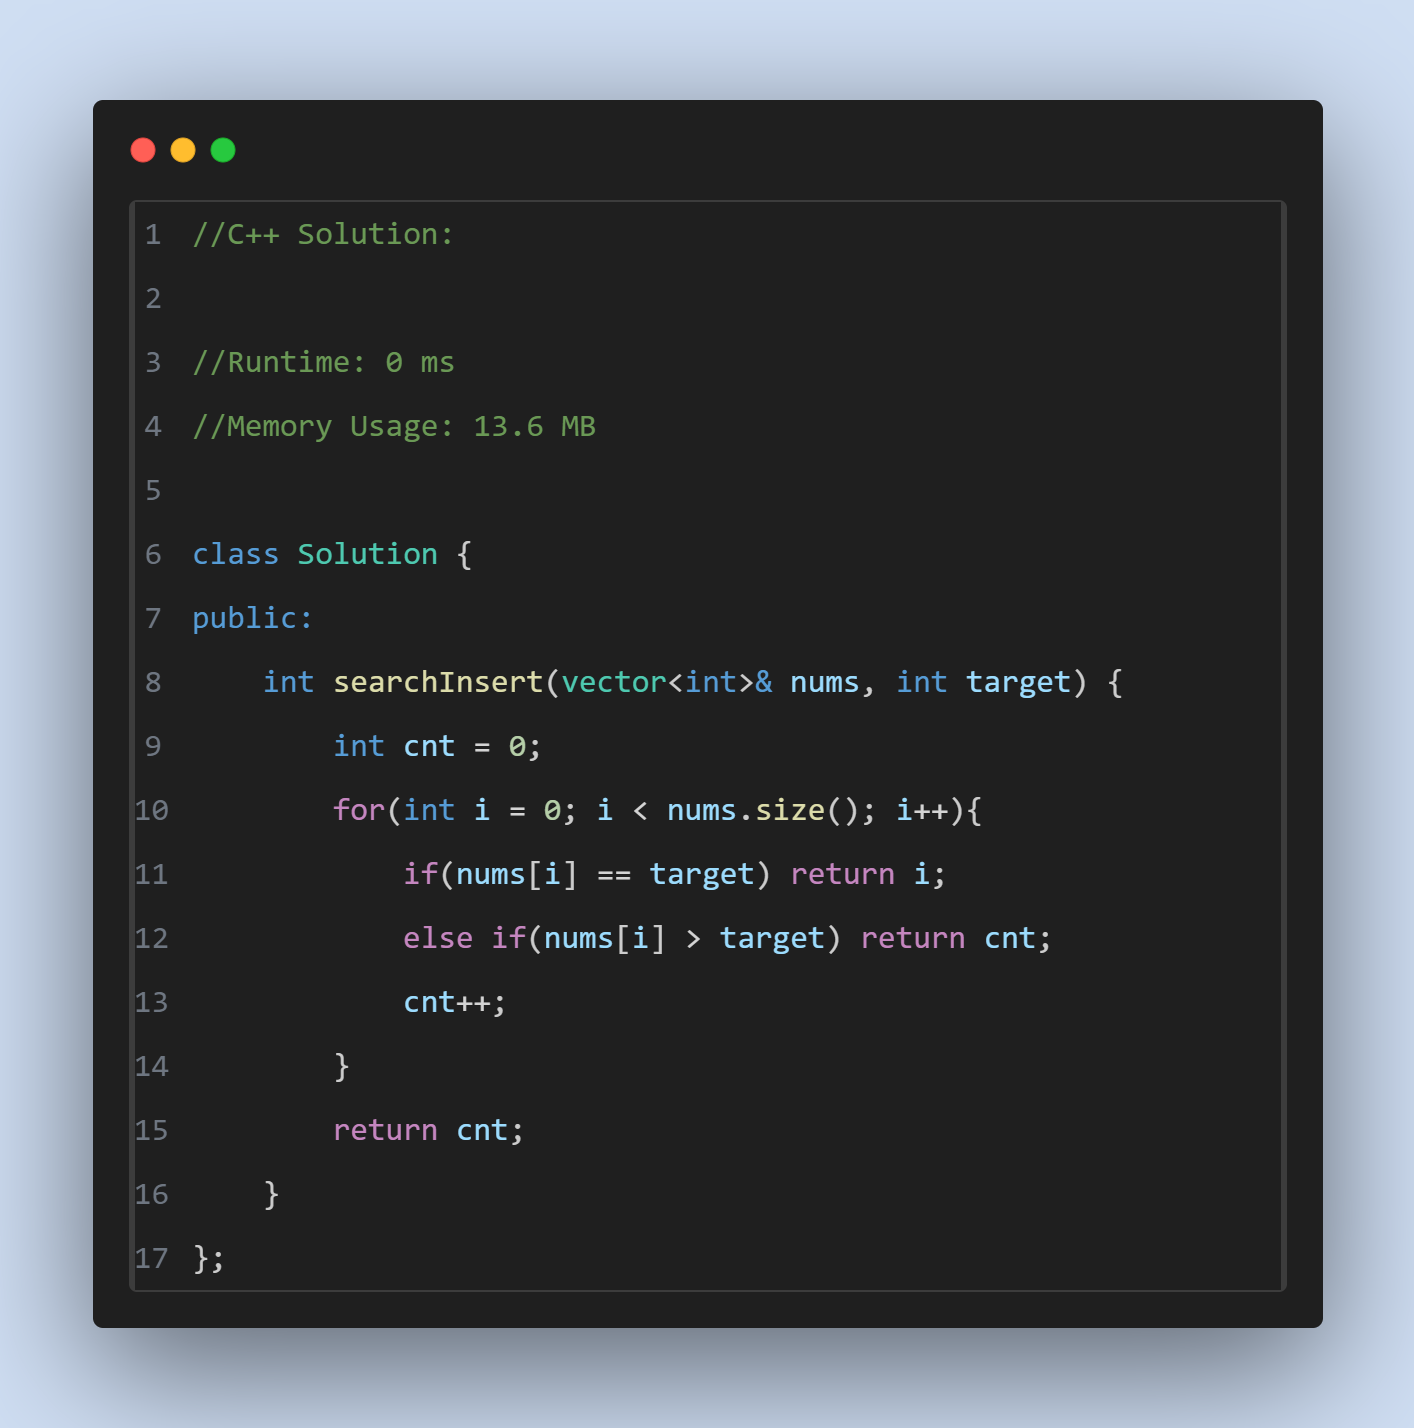 1 //C++ Solution:
2
3 //Runtime: 0 ms
4 //Memory Usage: 13.6 MB
5
6 class Solution {
7 public:
8     int searchInsert(vector<int>& nums, int target) {
9         int cnt = 0;
10         for(int i = 0; i < nums.size(); i++){
11             if(nums[i] == target) return i;
12             else if(nums[i] > target) return cnt;
13             cnt++;
14         }
15         return cnt;
16     }
17 };